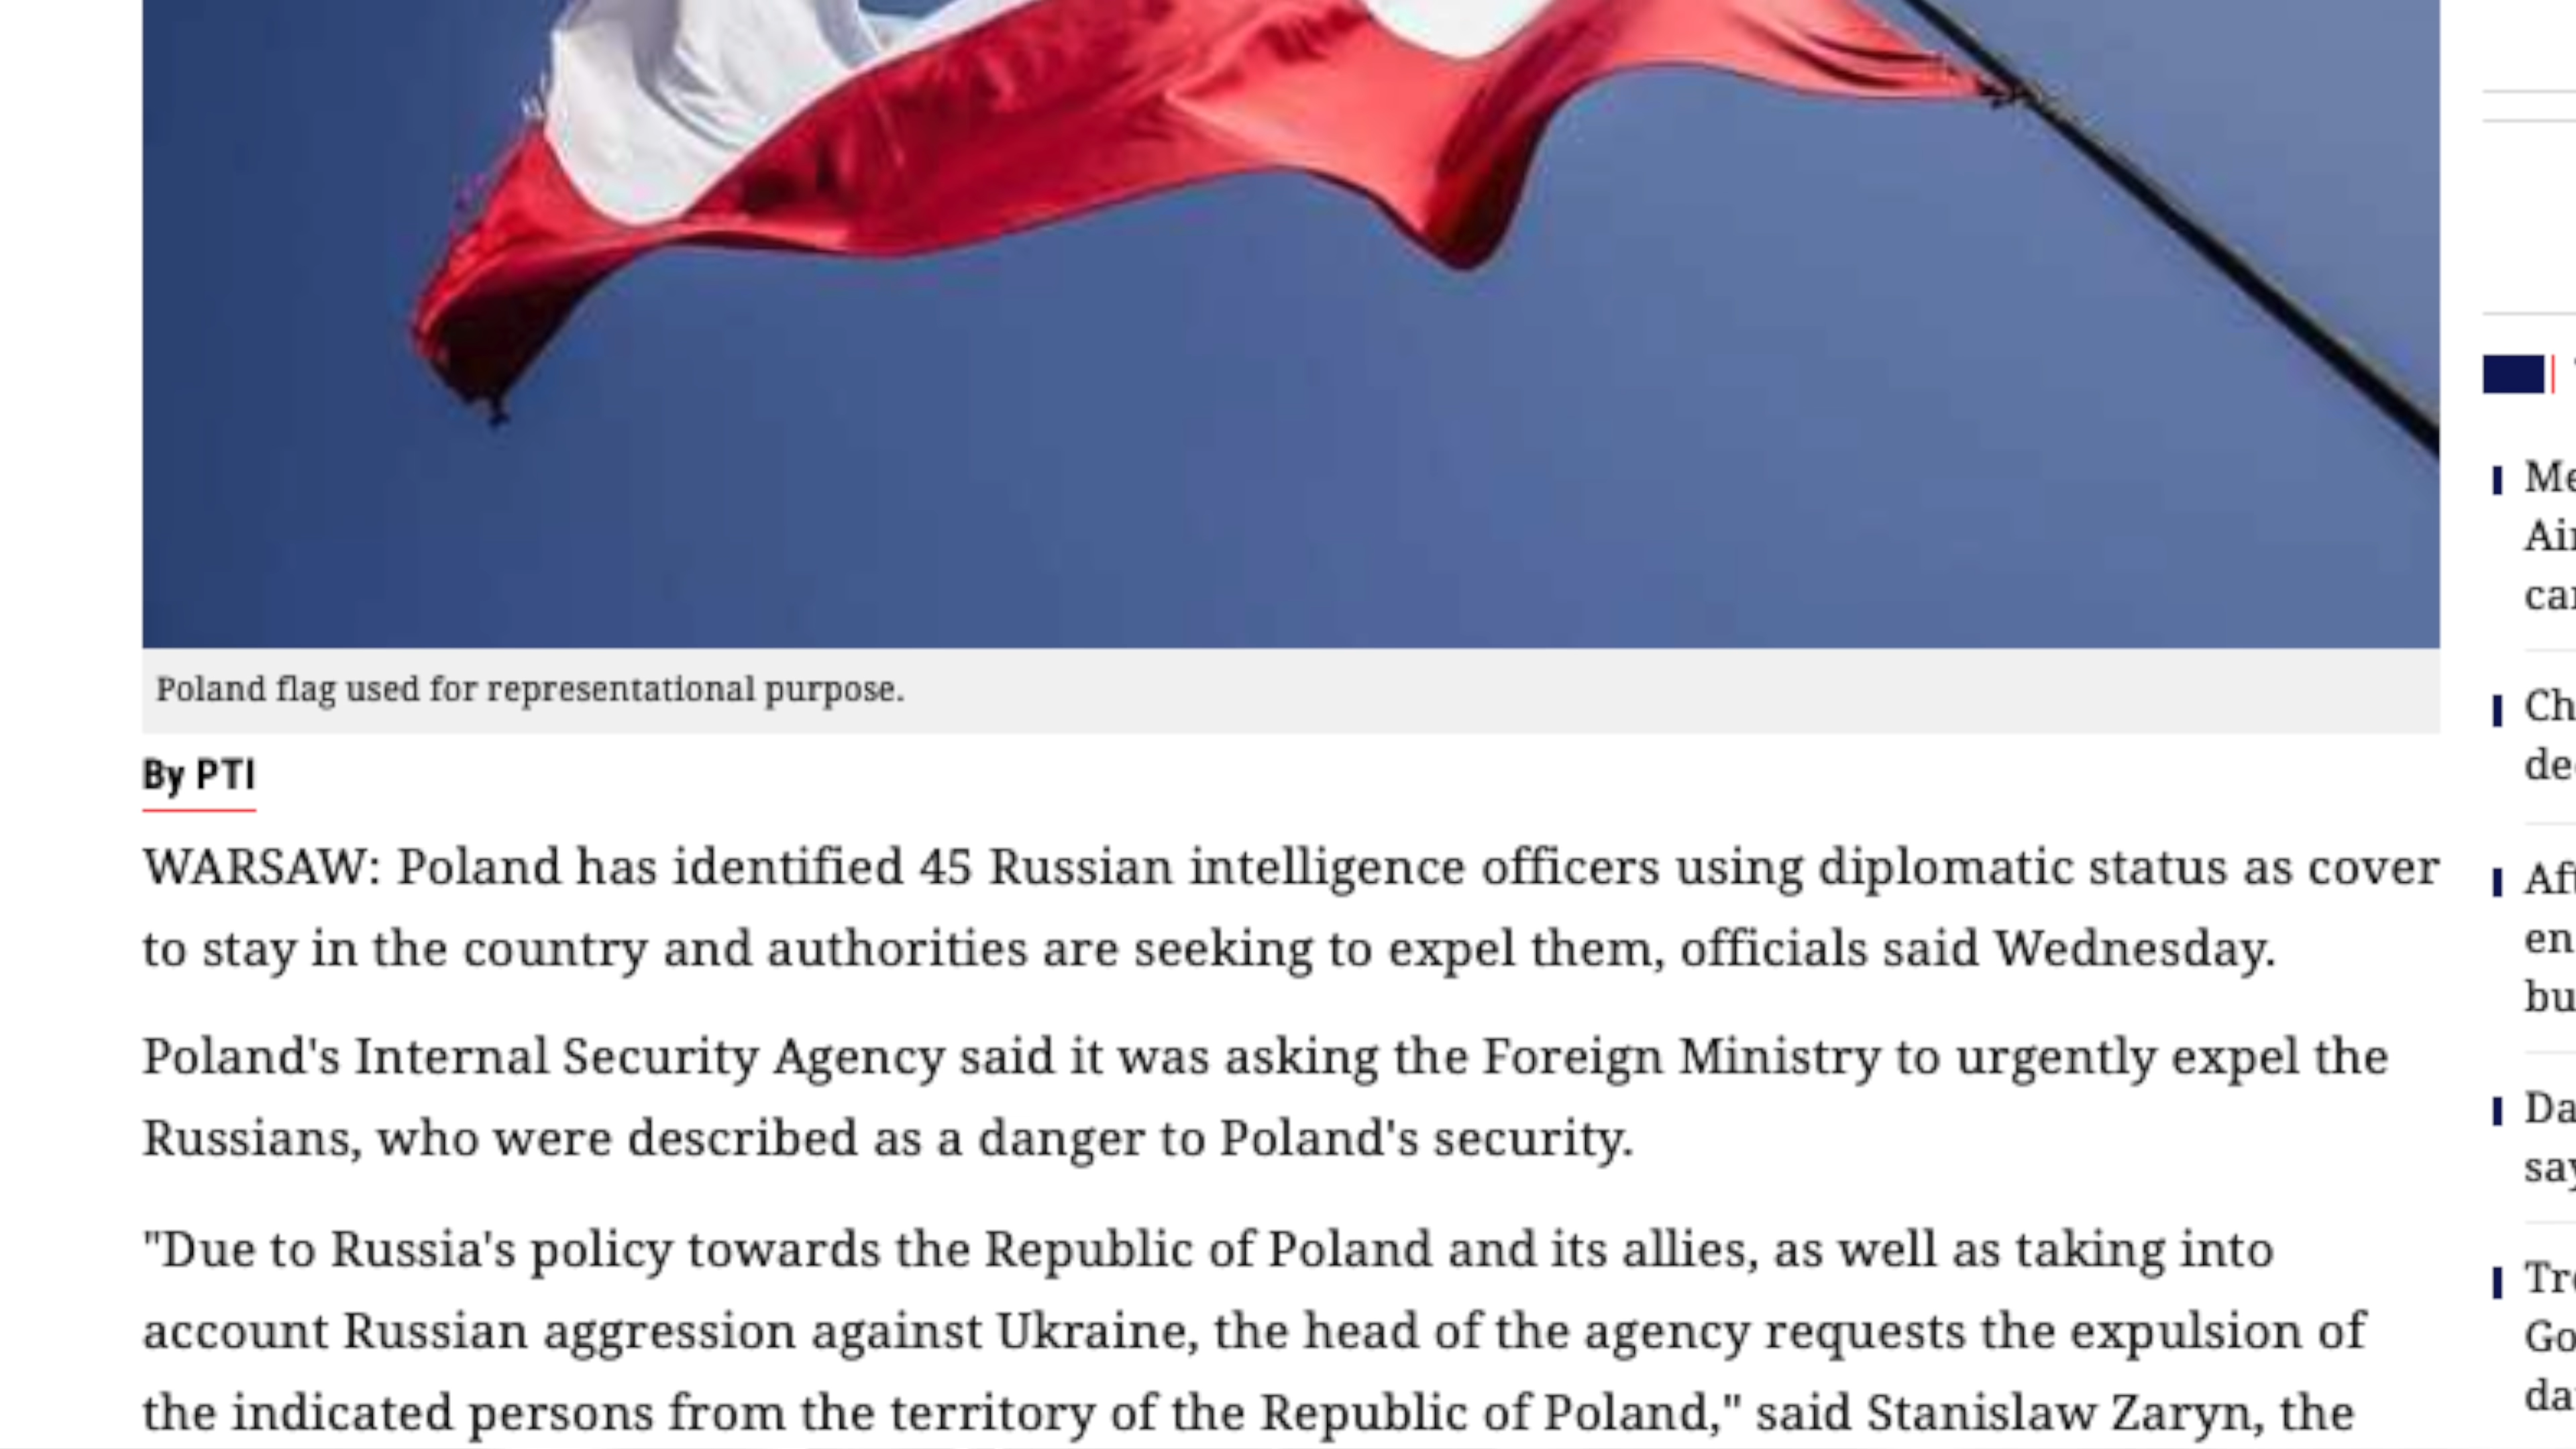 Poland flag used for representational purpose.
By PTI
WARSAW: Poland has identified 45 Russian intelligence officers using diplomatic status as cover
to stay in the country and authorities are seeking to expel them, officials said Wednesday.
Poland's Internal Security Agency said it was asking the Foreign Ministry to urgently expel the
Russians, who were described as a danger to Poland's security.
"Due to Russia's policy towards the Republic of Poland and its allies, as well as taking into
account Russian aggression against Ukraine, the head of the agency requests the expulsion of
the indicated persons from the territory of the Republic of Poland," said Stanislaw Zaryn, the